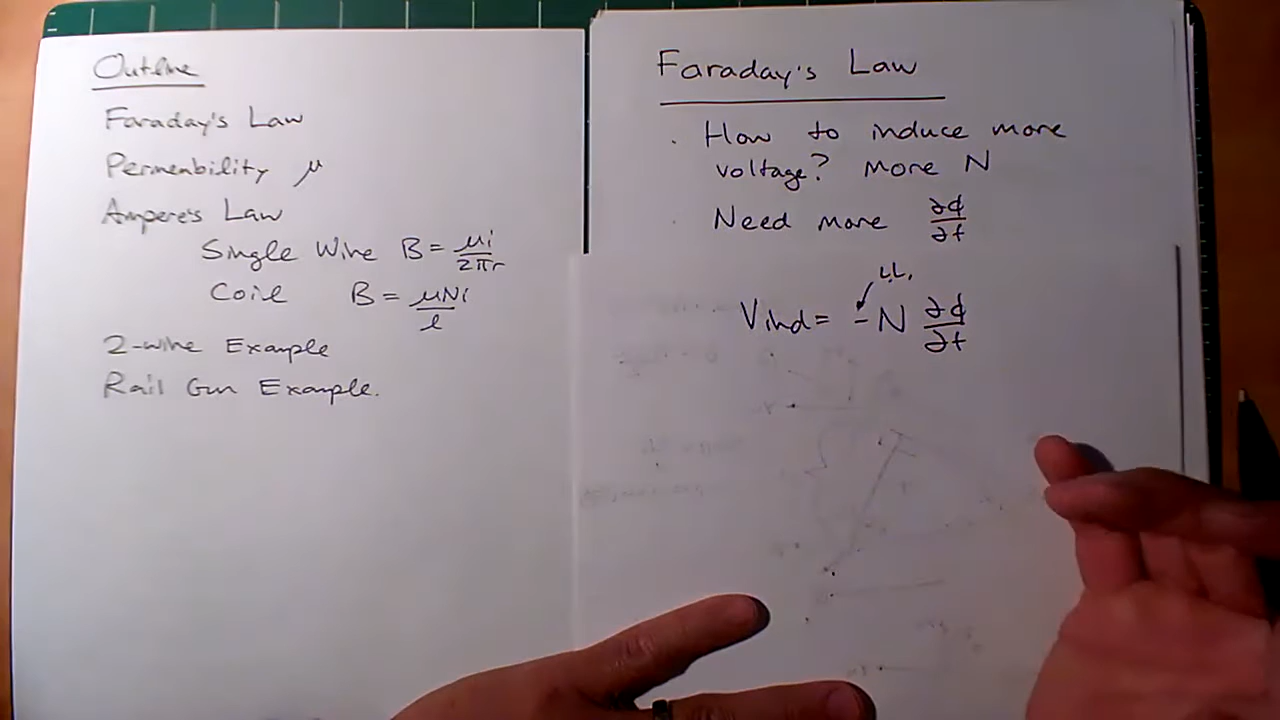 Outline
Faraday's Law
Permeability μ
Ampere's Law
Single Wire B = μi / 2πr
Coil B = μNi / l
2-wire Example
Rail Gun Example.
Faraday's Law
. How to induce more
voltage? more N
. Need more ∂ϕ/∂t
L.L.
Vind = -N ∂ϕ/∂t